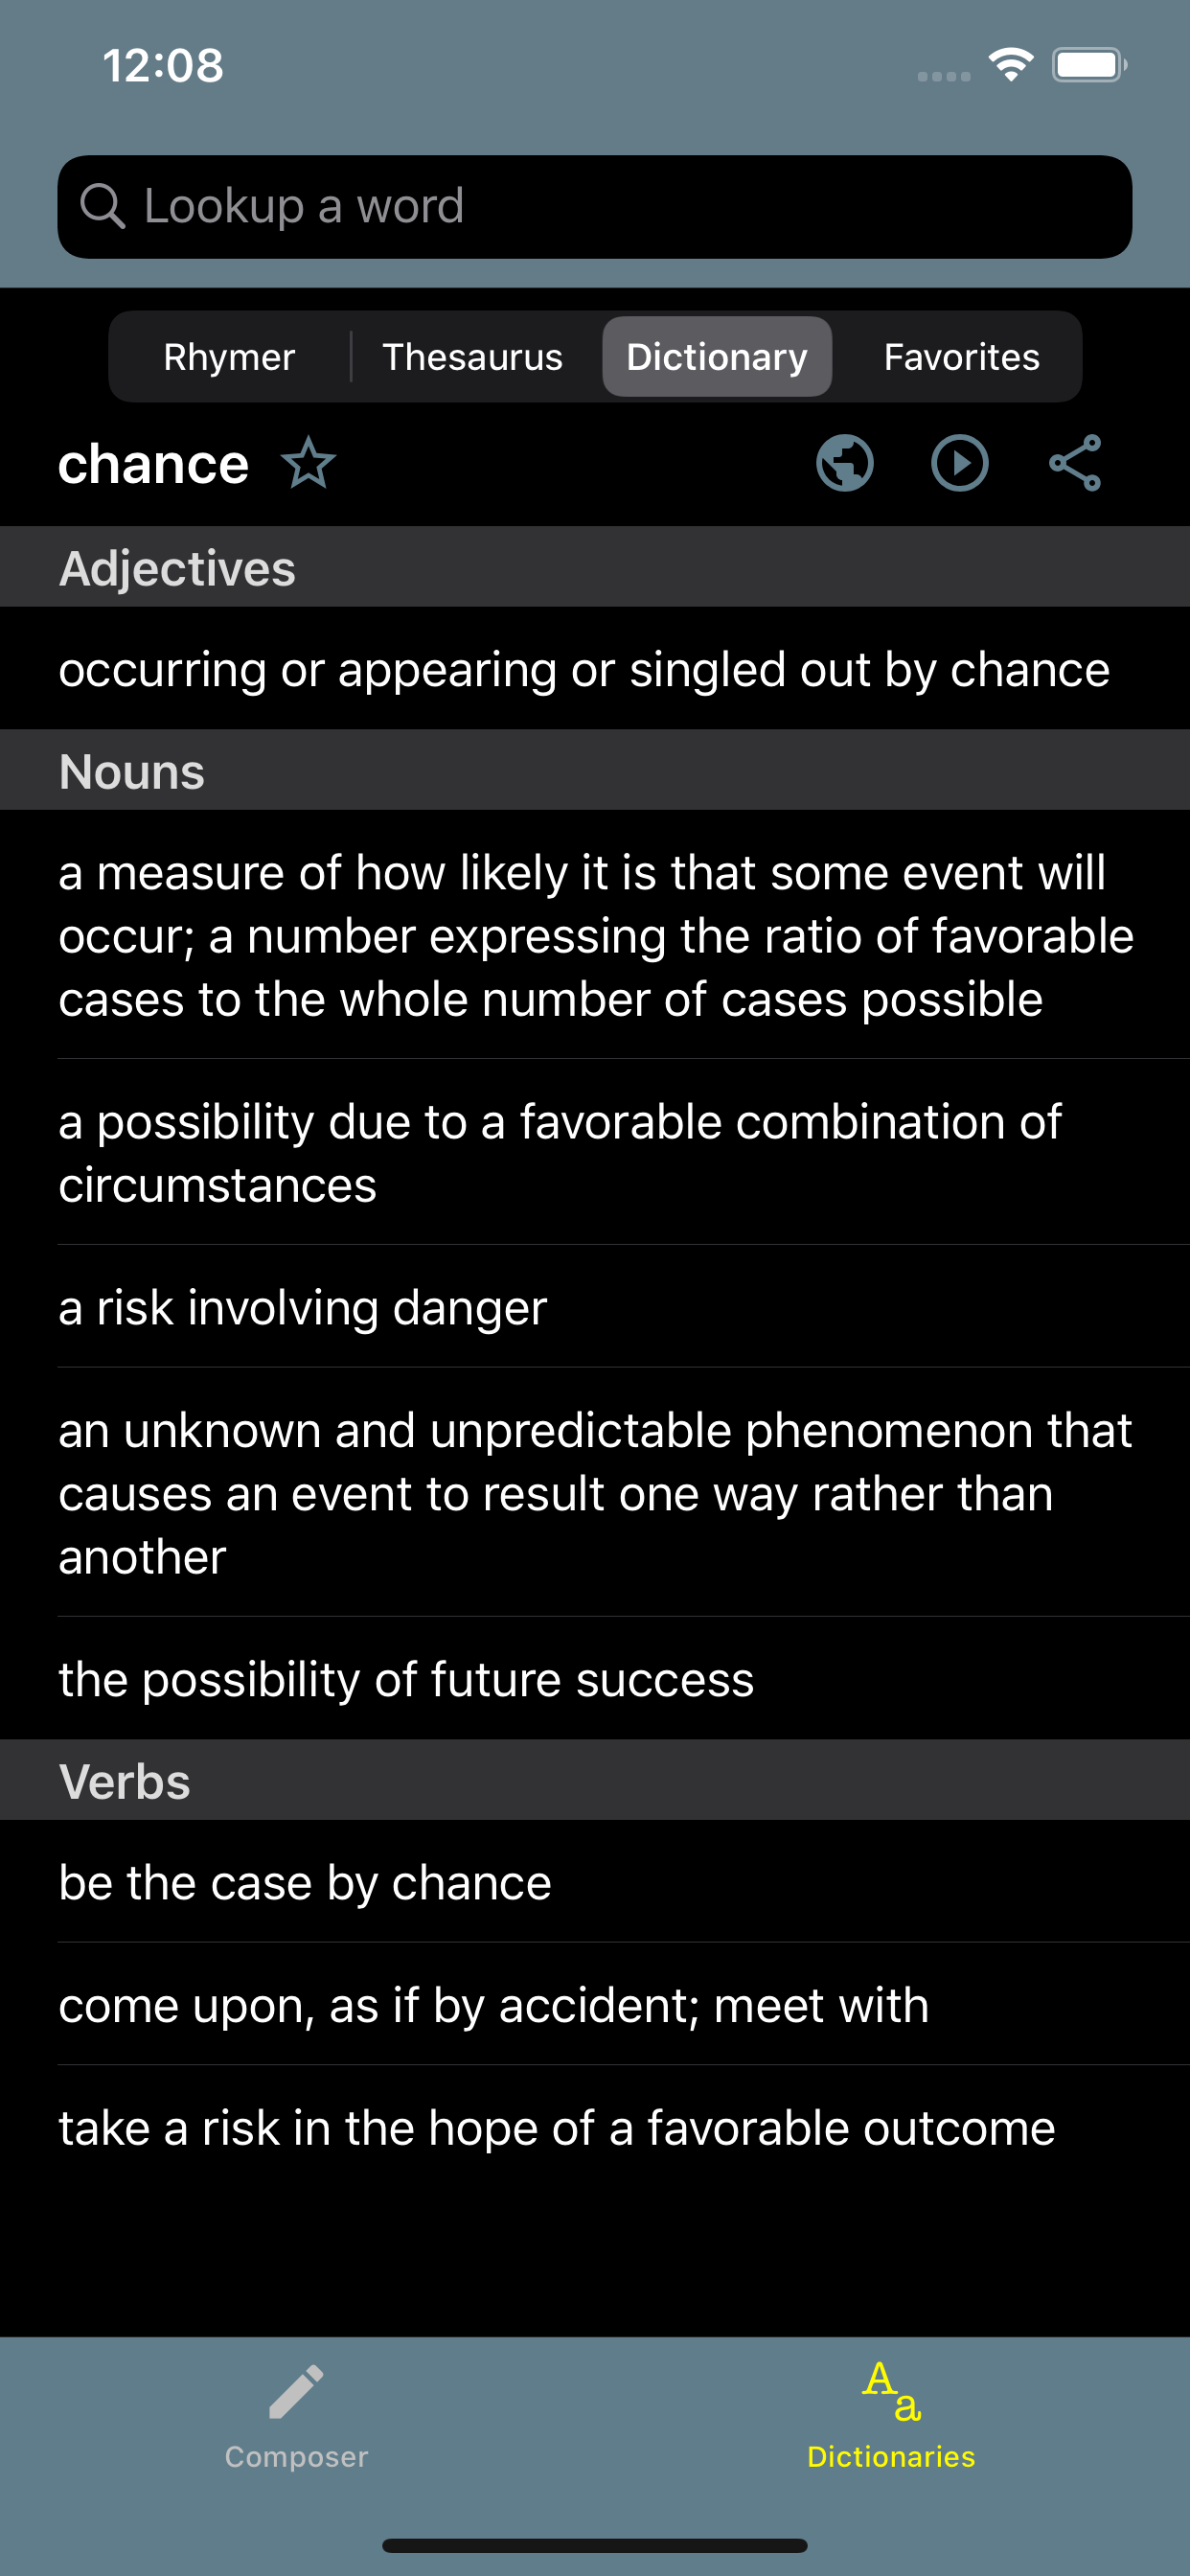 12:08
Lookup a word
Rhymer Thesaurus Dictionary Favorites
chance
Adjectives
occurring or appearing or singled out by chance
Nouns
a measure of how likely it is that some event will
occur; a number expressing the ratio of favorable
cases to the whole number of cases possible
a possibility due to a favorable combination of
circumstances
a risk involving danger
an unknown and unpredictable phenomenon that
causes an event to result one way rather than
another
the possibility of future success
Verbs
be the case by chance
come upon, as if by accident; meet with
take a risk in the hope of a favorable outcome
Aa
Composer Dictionaries